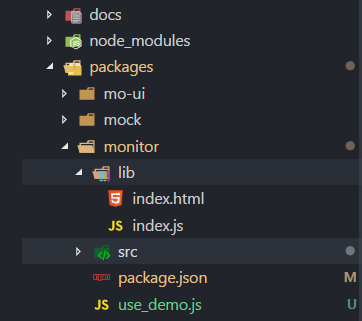 docs
node_modules
packages
mo-ui
mock
monitor
lib
index.html
JS index.js
src
package.json M
JS use_demo.js U